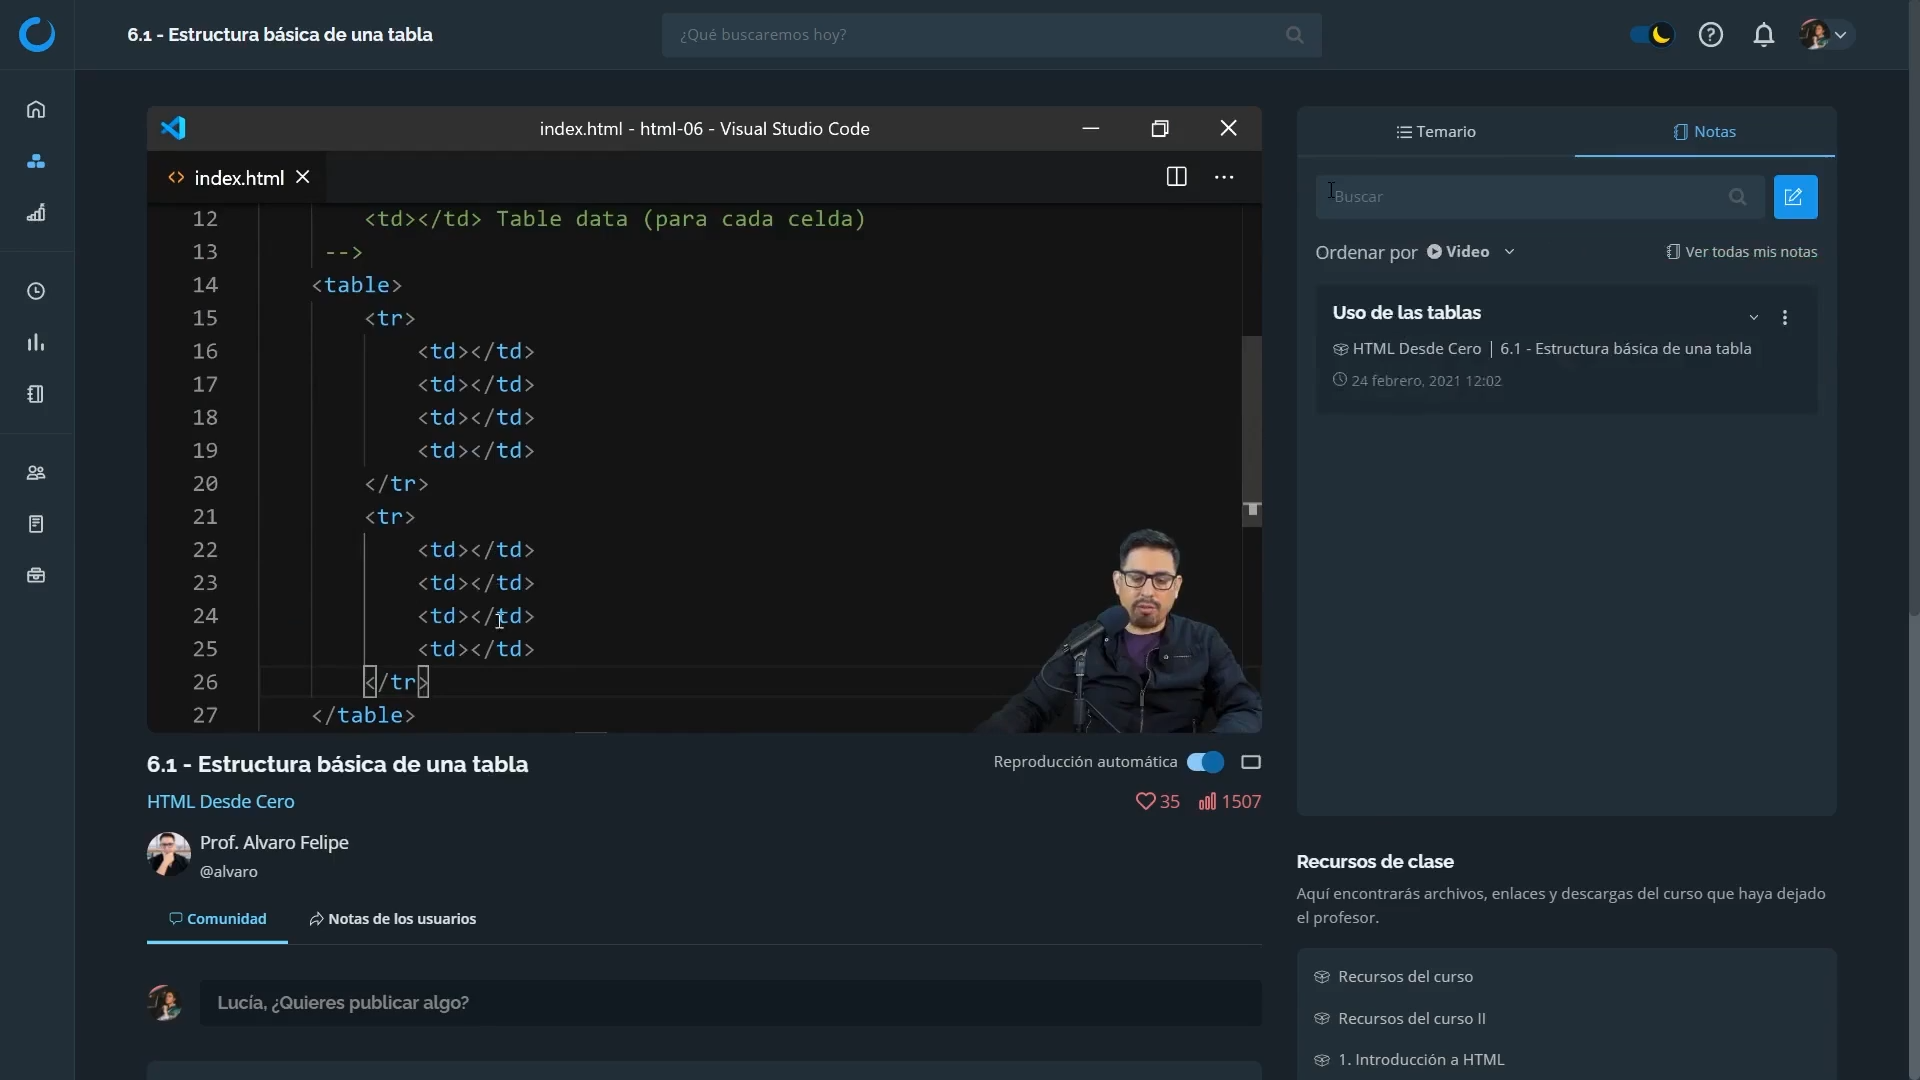 6.1 - Estructura básica de una tabla
¿Qué buscaremos hoy?
index.html - html-06 - Visual Studio Code
index.html
12 <td></td> Table data (para cada celda)
13 -->
14 <table>
15 <tr>
16 <td></td>
17 <td></td>
18 <td></td>
19 <td></td>
20 </tr>
21 <tr>
22 <td></td>
23 <td></td>
24 <td></td>
25 <td></td>
26 </tr>
27 </table>
6.1 - Estructura básica de una tabla
Reproducción automática
HTML Desde Cero
35 1507
Prof. Alvaro Felipe
@alvaro
Comunidad Notas de los usuarios
Lucía, ¿Quieres publicar algo?
Temario Notas
Buscar
Ordenar por Video Ver todas mis notas
Uso de las tablas
HTML Desde Cero | 6.1 - Estructura básica de una tabla
24 febrero, 2021 12:02
Recursos de clase
Aquí encontrarás archivos, enlaces y descargas del curso que haya dejado
el profesor.
Recursos del curso
Recursos del curso II
1. Introducción a HTML